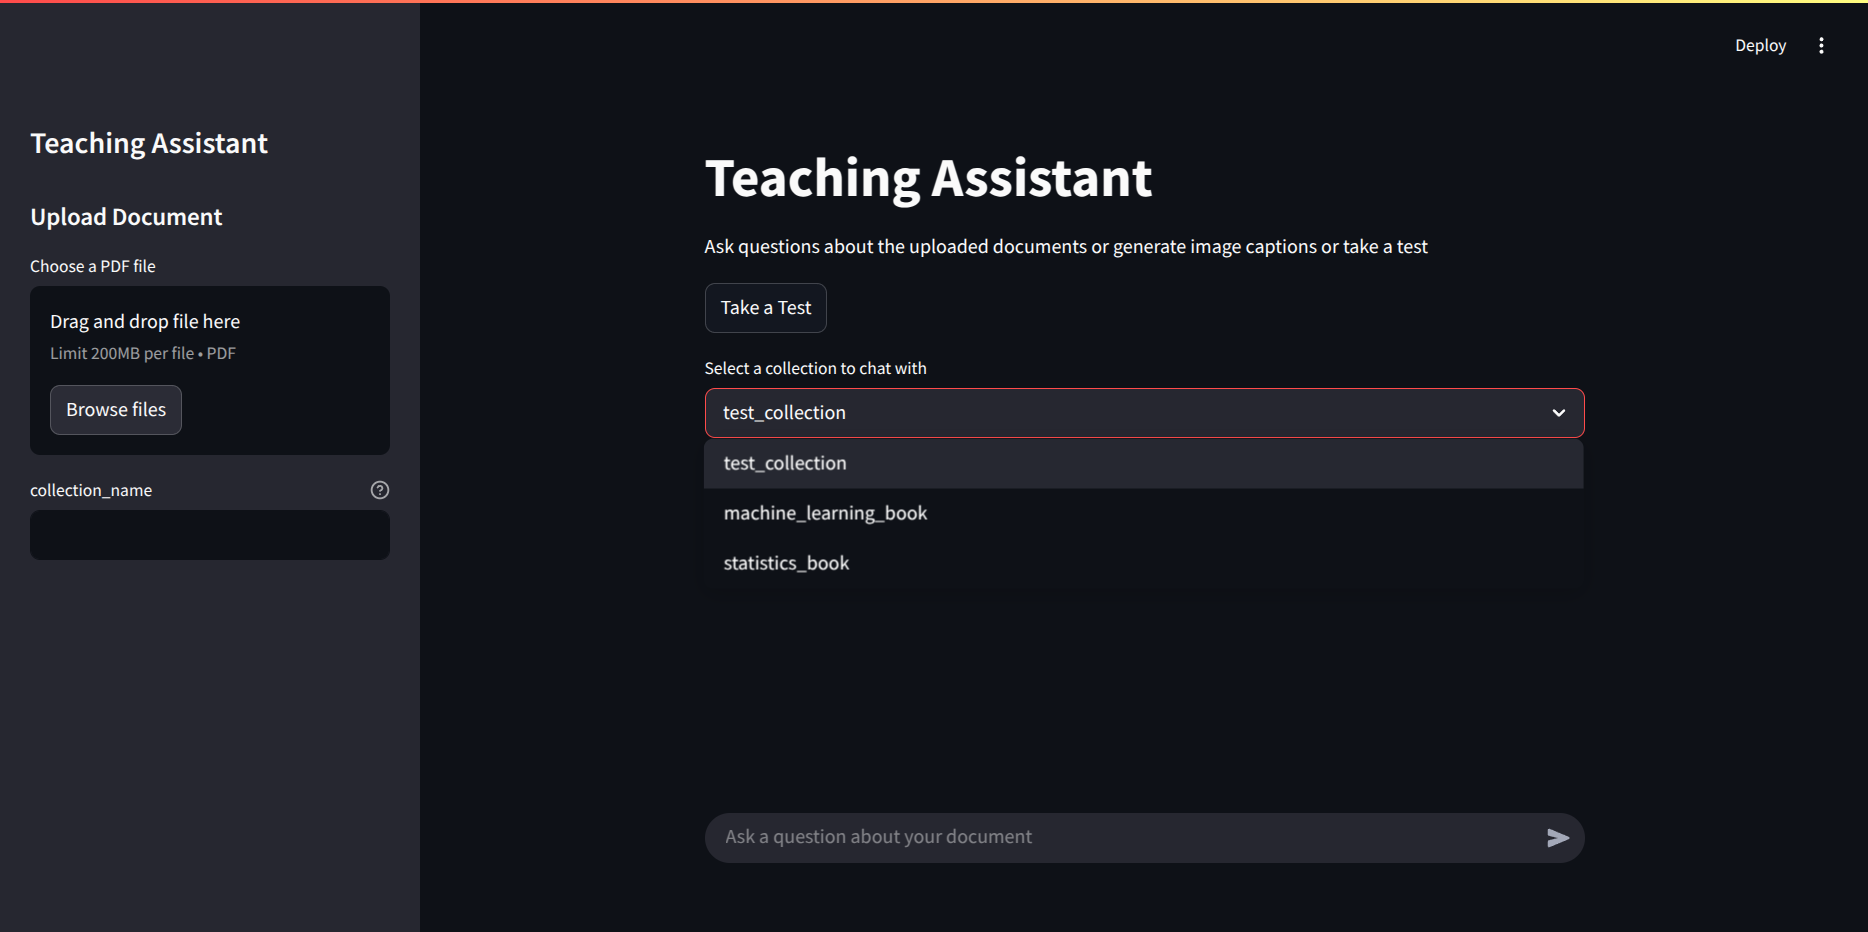 Deploy
Teaching Assistant
Upload Document
Choose a PDF file
Drag and drop file here
Limit 200MB per file • PDF
Browse files
collection_name
Teaching Assistant
Ask questions about the uploaded documents or generate image captions or take a test
Take a Test
Select a collection to chat with
test_collection
test_collection
machine_learning_book
statistics_book
Ask a question about your document